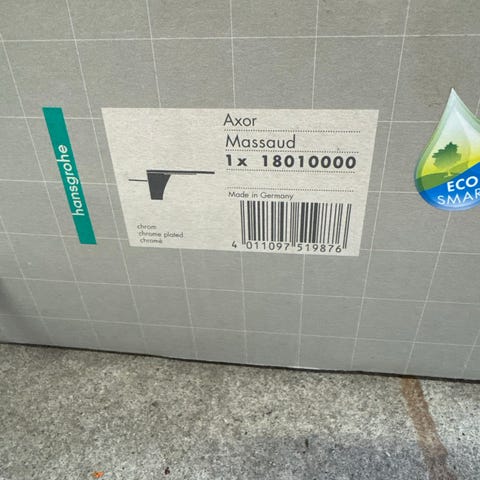 hansgrohe
Axor
Massaud
1x 18010000
Made in Germany
chrom
chrome plated
chromé
4 011097 519876
ECO
SMAR